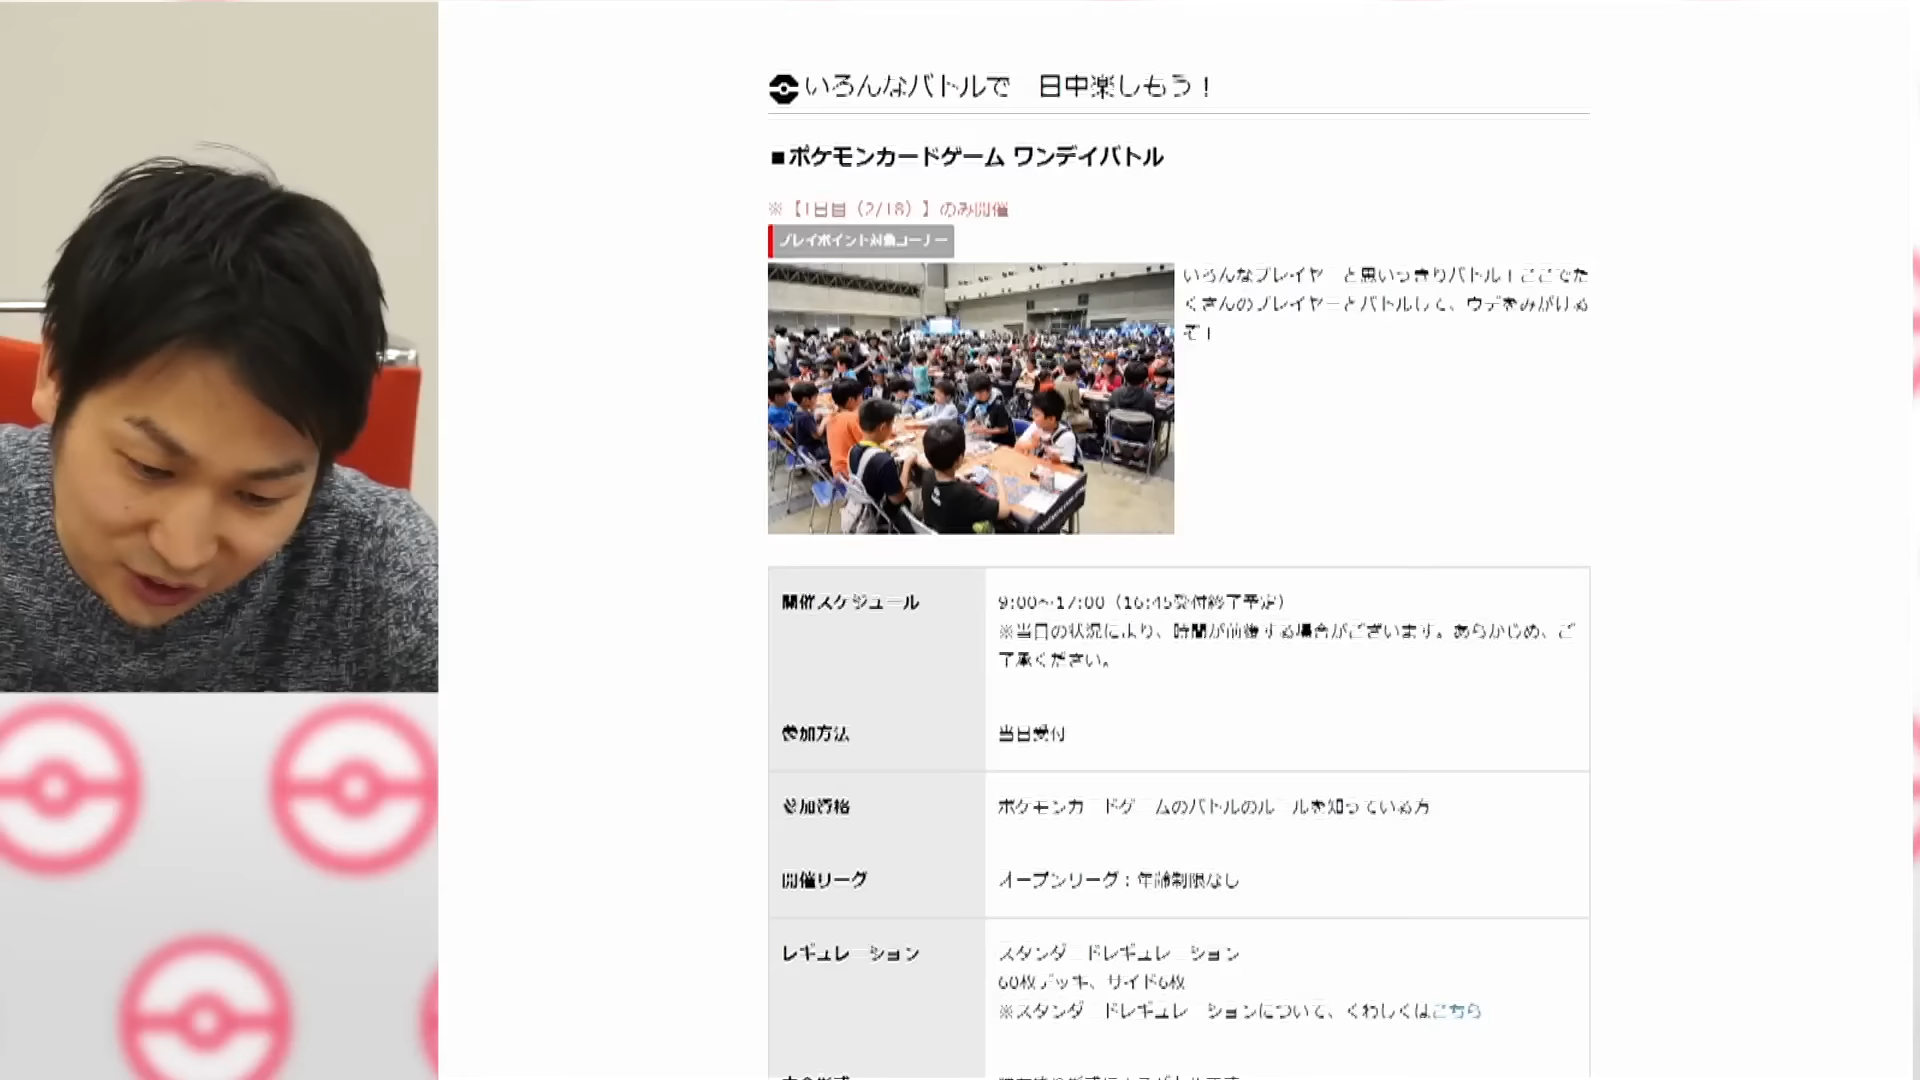 いろんなバトルで一日中楽しもう！
■ポケモンカードゲーム ワンデイバトル
※【1日目（2/18）】のみ開催
プレイポイント対象コーナー
いろんなプレイヤーと思いっきりバトル！ここでた
くさんのプレイヤーとバトルして、ウデをみがける
ぞ！
開催スケジュール
9:00～17:00（16:45受付終了予定）
※当日の状況により、時間が前後する場合がございます。あらかじめ、ご
了承ください。
参加方法
当日受付
参加資格
ポケモンカードゲームのバトルのルールを知っている方
開催リーグ
オープンリーグ：年齢制限なし
レギュレーション
スタンダードレギュレーション
60枚デッキ、サイド6枚
※スタンダードレギュレーションについて、くわしくはこちら